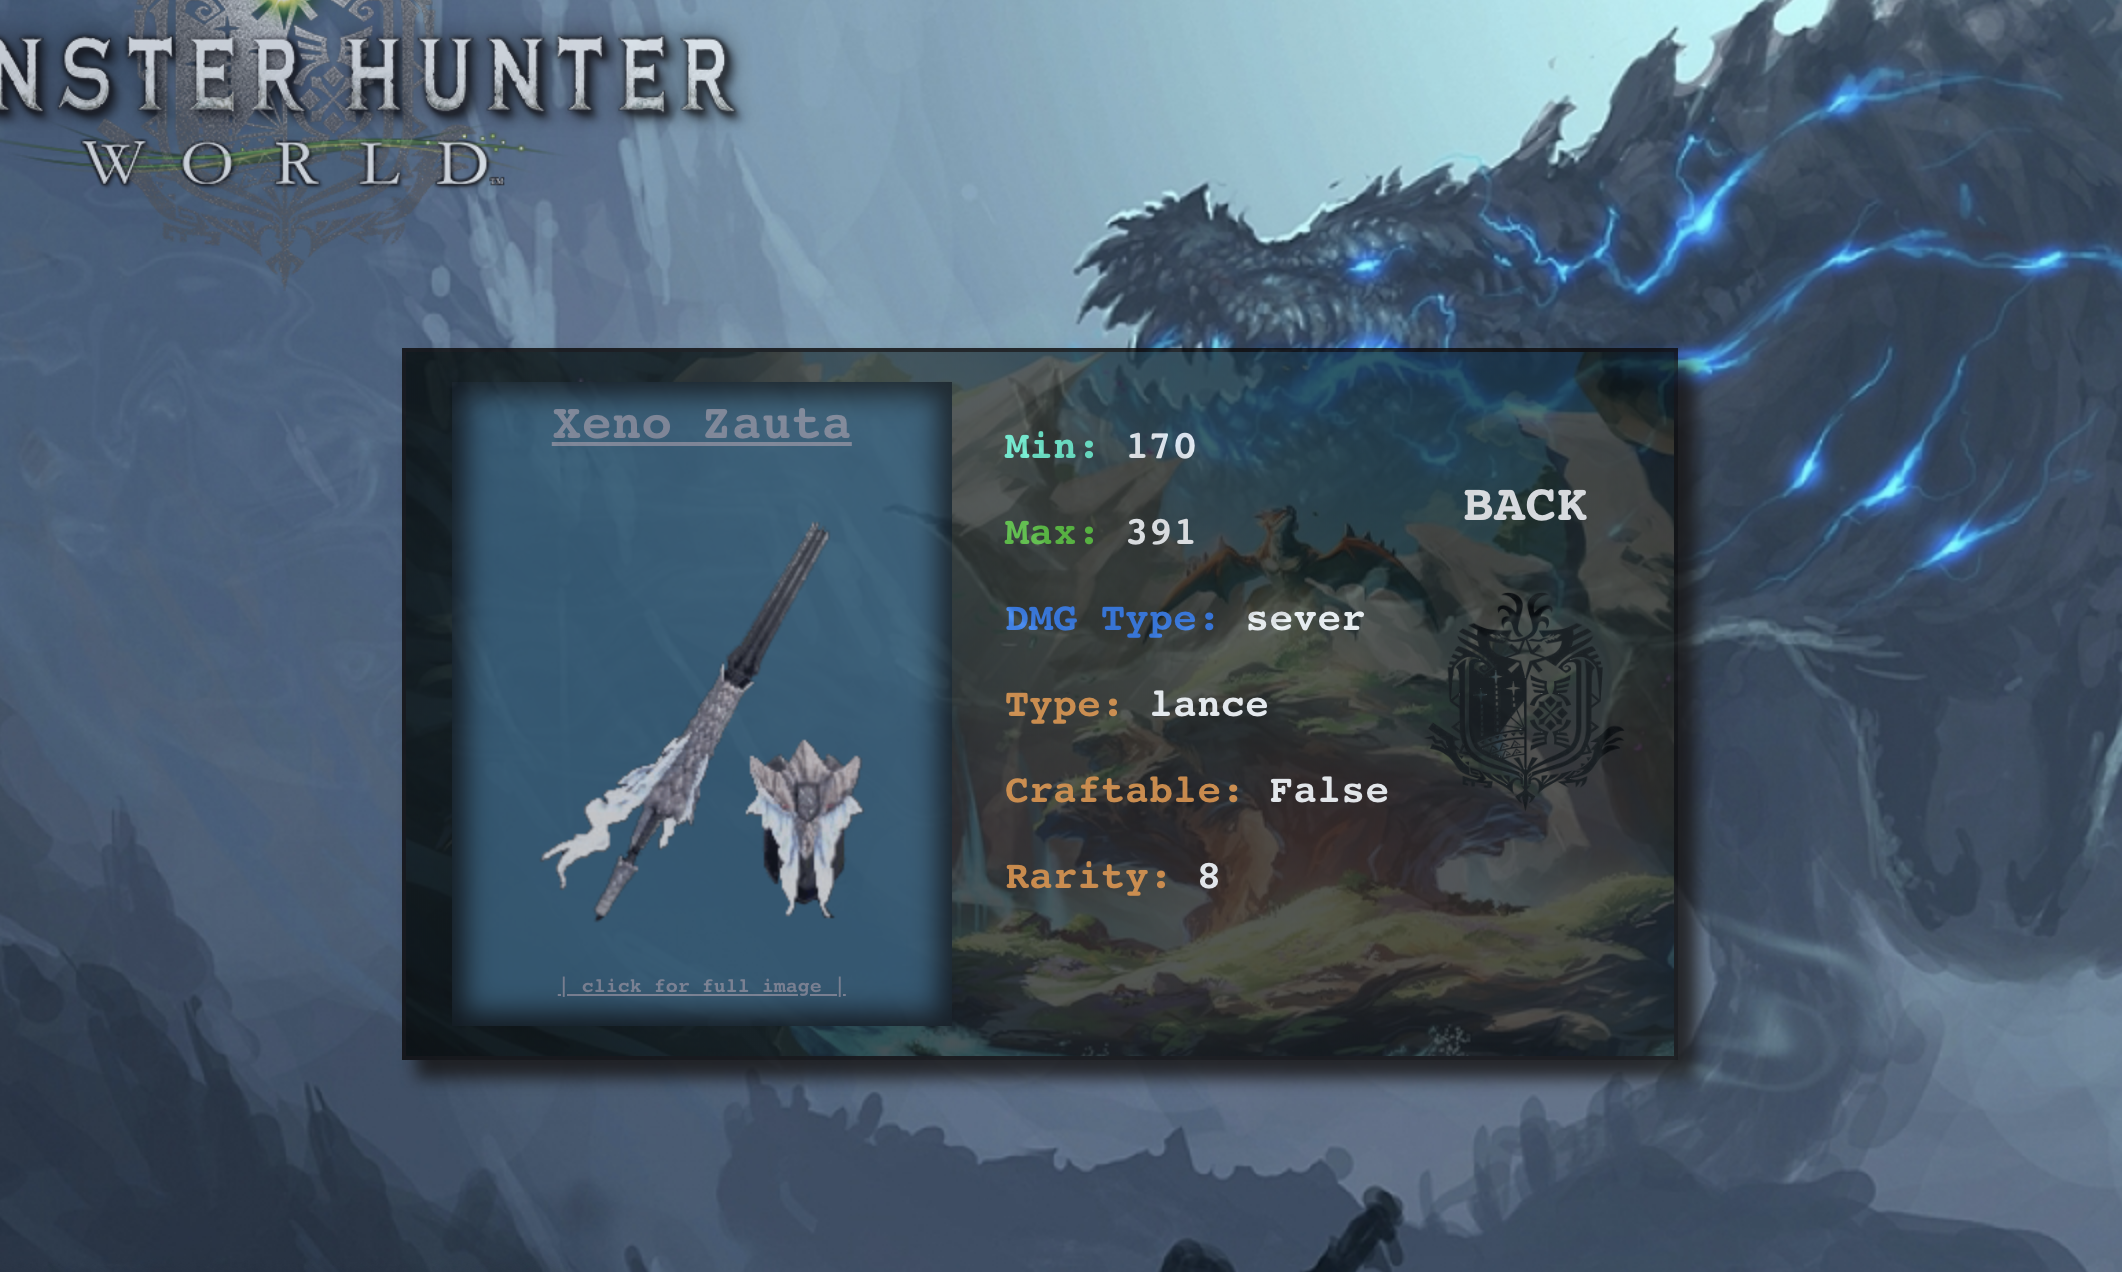 NSTER HUNTER
WORLD™
Xeno Zauta
| click for full image |
Min: 170
Max: 391
DMG Type: sever
Type: lance
Craftable: False
Rarity: 8
BACK